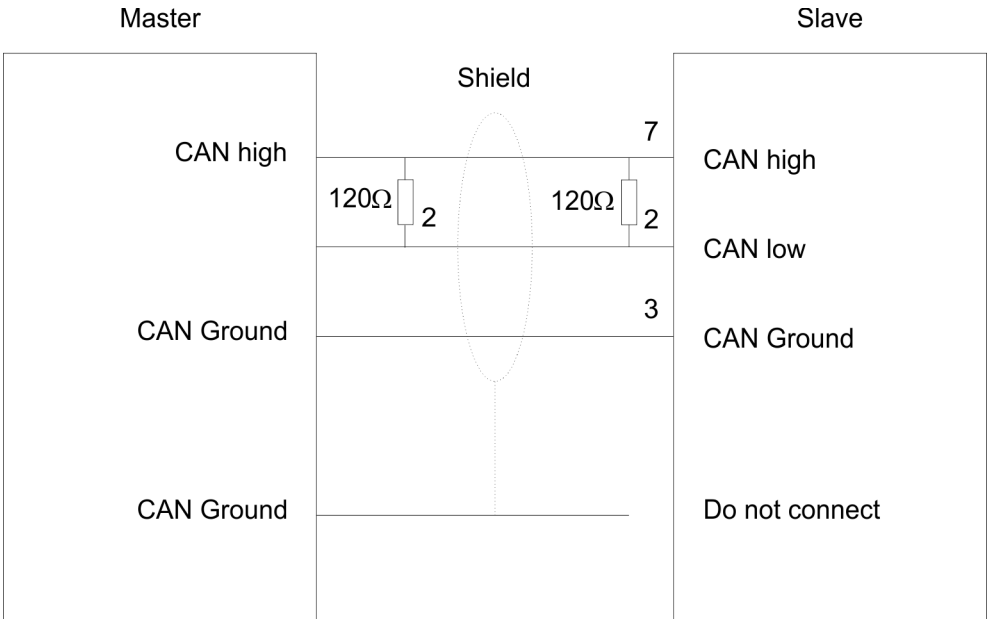 Master
Slave
Shield
7
CAN high
CAN high
120Ω
2
120Ω
2
CAN low
3
CAN Ground
CAN Ground
CAN Ground
Do not connect